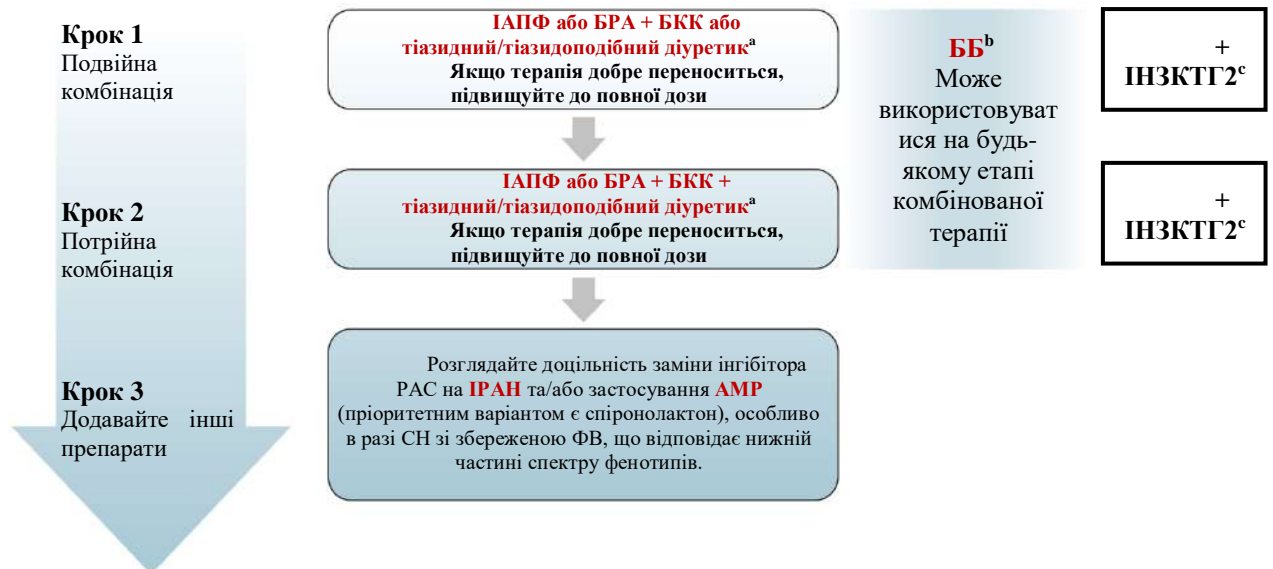 Крок 1
Подвійна
комбінація
ІАПФ або БРА + БКК або
тіазидний/тіазидоподібний діуретикᵃ
Якщо терапія добре переноситься,
підвищуйте до повної дози
ББᵇ
Може
використовуват
ися на будь-
якому етапі
комбінованої
терапії
+
ІНЗКТГ2ᶜ
Крок 2
Потрійна
комбінація
ІАПФ або БРА + БКК +
тіазидний/тіазидоподібний діуретикᵃ
Якщо терапія добре переноситься,
підвищуйте до повної дози
+
ІНЗКТГ2ᶜ
Крок 3
Додавайте інші
препарати
Розглядайте доцільність заміни інгібітора
РАС на ІРАН та/або застосування АМР
(пріоритетним варіантом є спіронолактон), особливо
в разі СН зі збереженою ФВ, що відповідає нижній
частині спектру фенотипів.